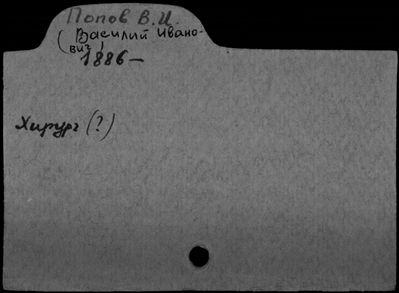 Попов В.И.
(Василий Ивано-
вич)
1886-
Хирург (?)